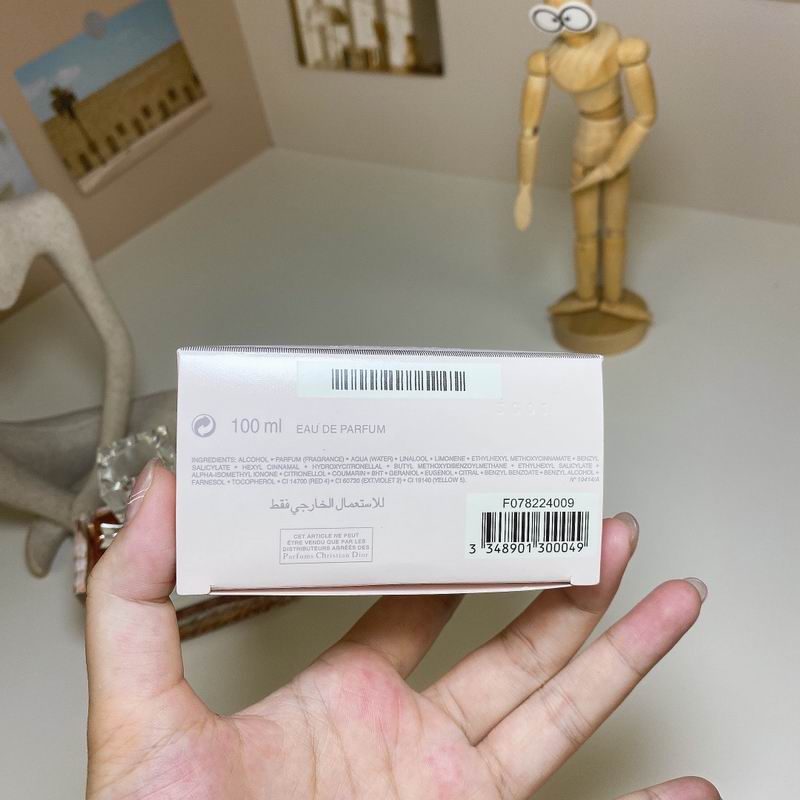 100 ml EAU DE PARFUM
INGREDIENTS: ALCOHOL • PARFUM (FRAGRANCE) • AQUA (WATER) • LINALOOL • LIMONENE • ETHYLHEXYL METHOXYCINNAMATE • BENZYL
SALICYLATE • HEXYL CINNAMAL • HYDROXYCITRONELLAL • BUTYL METHOXYDIBENZOYLMETHANE • ETHYLHEXYL SALICYLATE •
ALPHA-ISOMETHYL IONONE • CITRONELLOL • COUMARIN • BHT • GERANIOL • EUGENOL • CITRAL • BENZYL BENZOATE • BENZYL ALCOHOL •
FARNESOL • TOCOPHEROL • CI 14700 (RED 4) • CI 60730 (EXT.VIOLET 2) • CI 19140 (YELLOW 5). N° 10414/A
للاستعمال الخارجي فقط
CET ARTICLE NE PEUT
ÊTRE VENDU QUE PAR LES
DISTRIBUTEURS AGRÉÉS DES
Parfums Christian Dior
F078224009
3 348901 300049